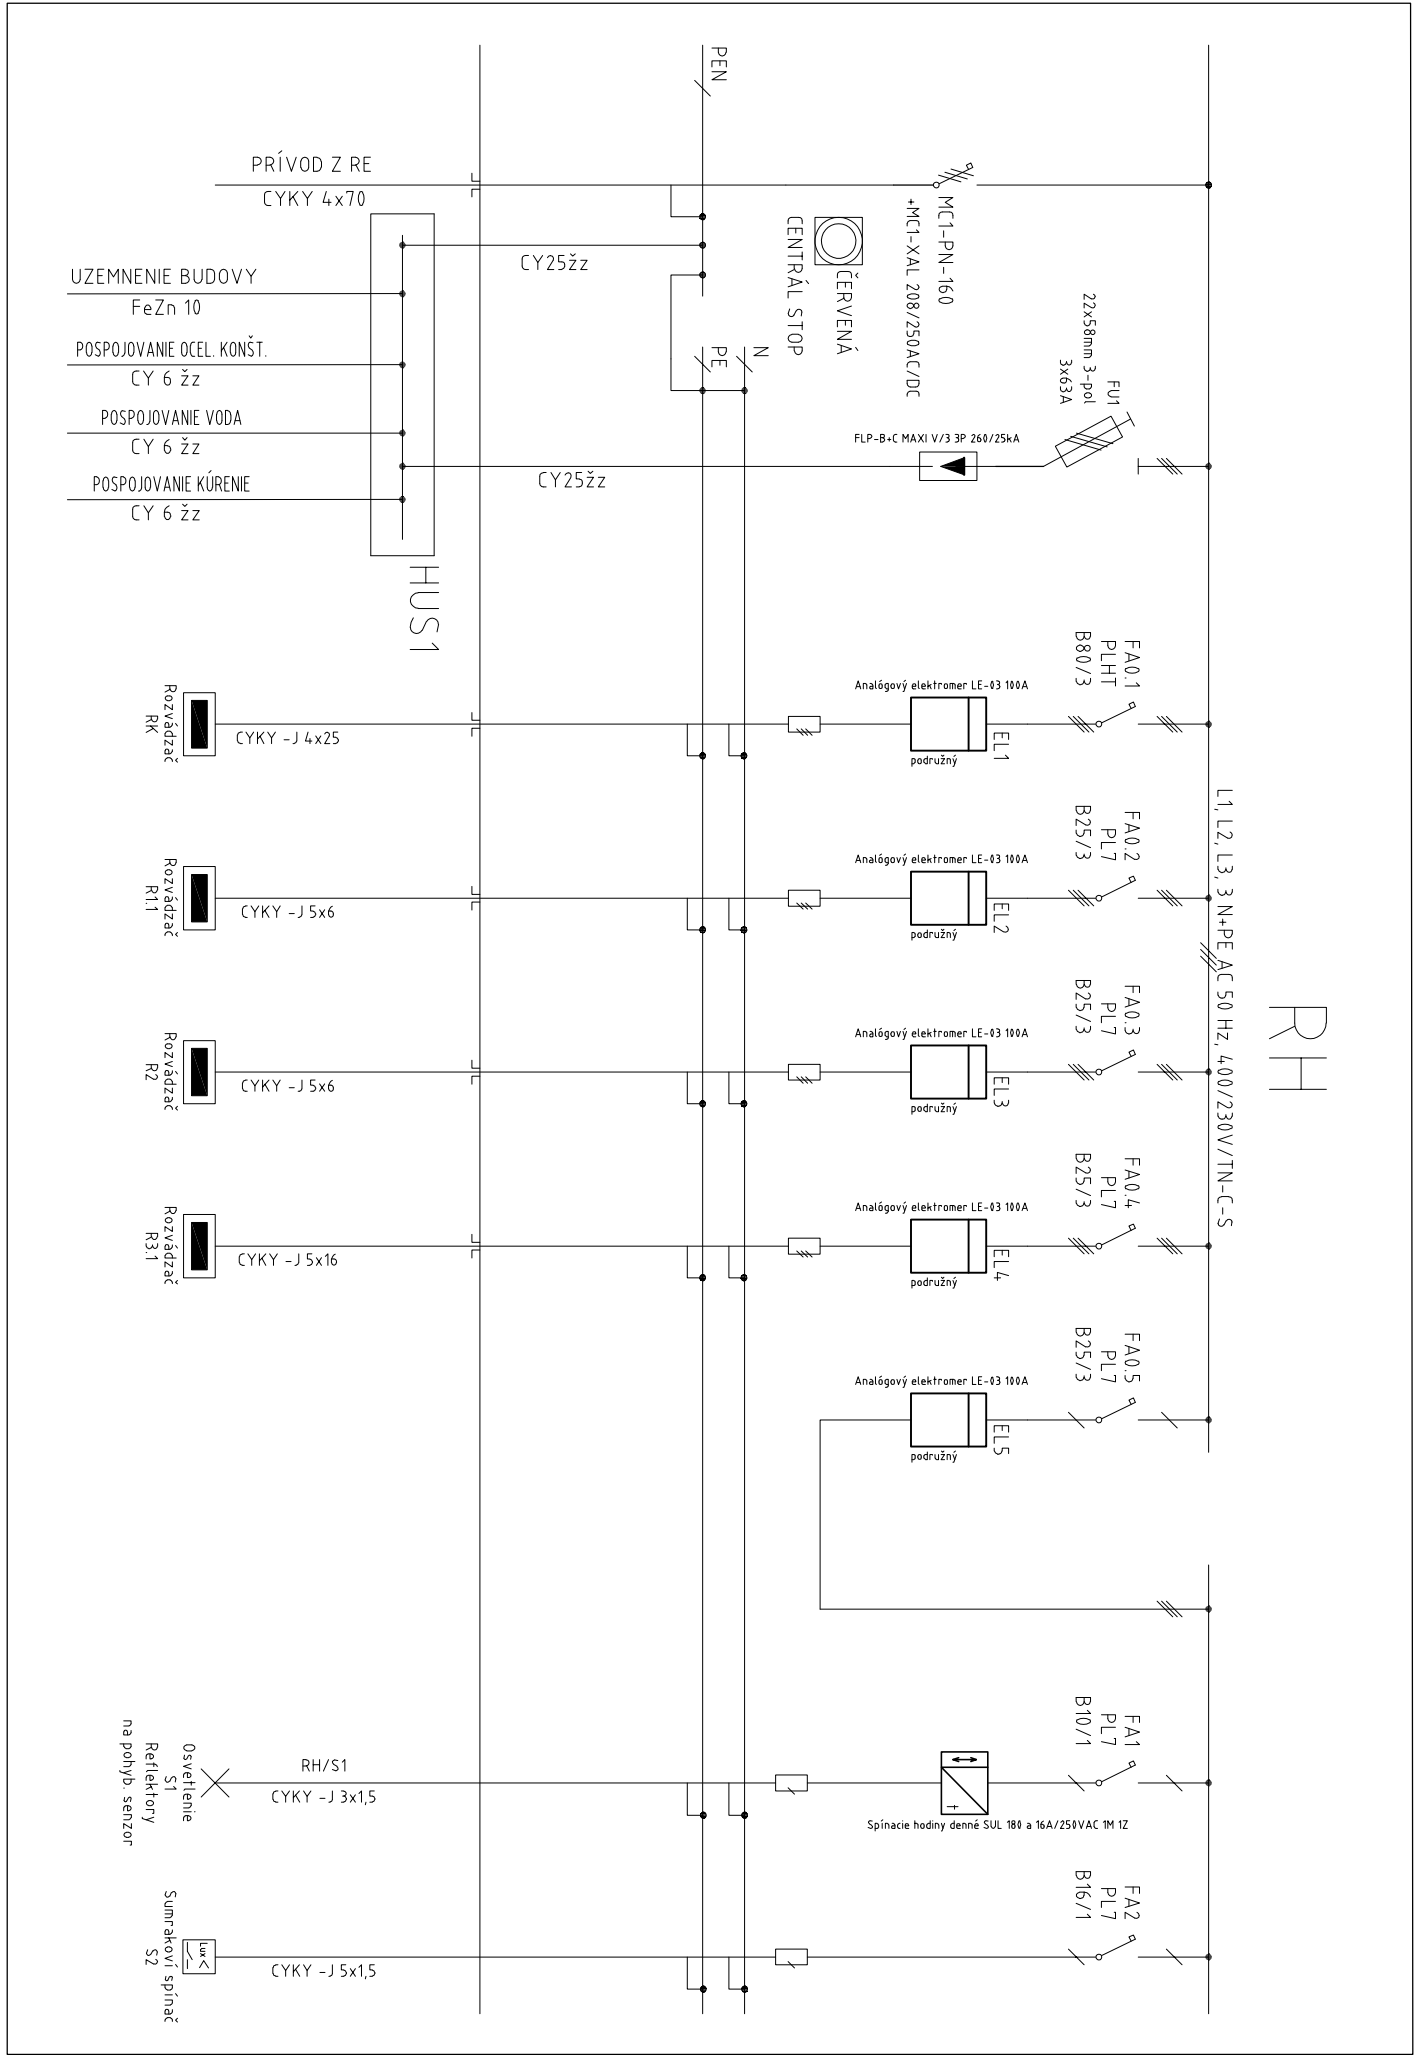 RH
L1, L2, L3, 3 N+PE AC 50 Hz, 400/230V/TN-C-S
PEN
PRÍVOD Z RE
CYKY 4x70
MC1-PN-160
+MC1-XAL 208/250AC/DC
ČERVENÁ
CENTRÁL STOP
CY25žz
UZEMNENIE BUDOVY
FeZn 10
POSPOJOVANIE OCEL. KONŠT.
CY 6 žz
POSPOJOVANIE VODA
CY 6 žz
POSPOJOVANIE KÚRENIE
CY 6 žz
HUS1
N
PE
FU1
22x58mm 3-pol
3x63A
FLP-B+C MAXI V/3 3P 260/25kA
CY25žz
FA0.1
PLHT
B80/3
Analógový elektromer LE-03 100A
EL1
podružný
CYKY -J 4x25
Rozvádzač
RK
FA0.2
PL7
B25/3
Analógový elektromer LE-03 100A
EL2
podružný
CYKY -J 5x6
Rozvádzač
R1.1
FA0.3
PL7
B25/3
Analógový elektromer LE-03 100A
EL3
podružný
CYKY -J 5x6
Rozvádzač
R2
FA0.4
PL7
B25/3
Analógový elektromer LE-03 100A
EL4
podružný
CYKY -J 5x16
Rozvádzač
R3.1
FA0.5
PL7
B25/3
Analógový elektromer LE-03 100A
EL5
podružný
FA1
PL7
B10/1
t
Spínacie hodiny denné SUL 180 a 16A/250VAC 1M 1Z
RH/S1
CYKY -J 3x1,5
Osvetlenie
S1
Reflektory
na pohyb. senzor
FA2
PL7
B16/1
CYKY -J 5x1,5
Lux <
Sumrakoví spínač
S2